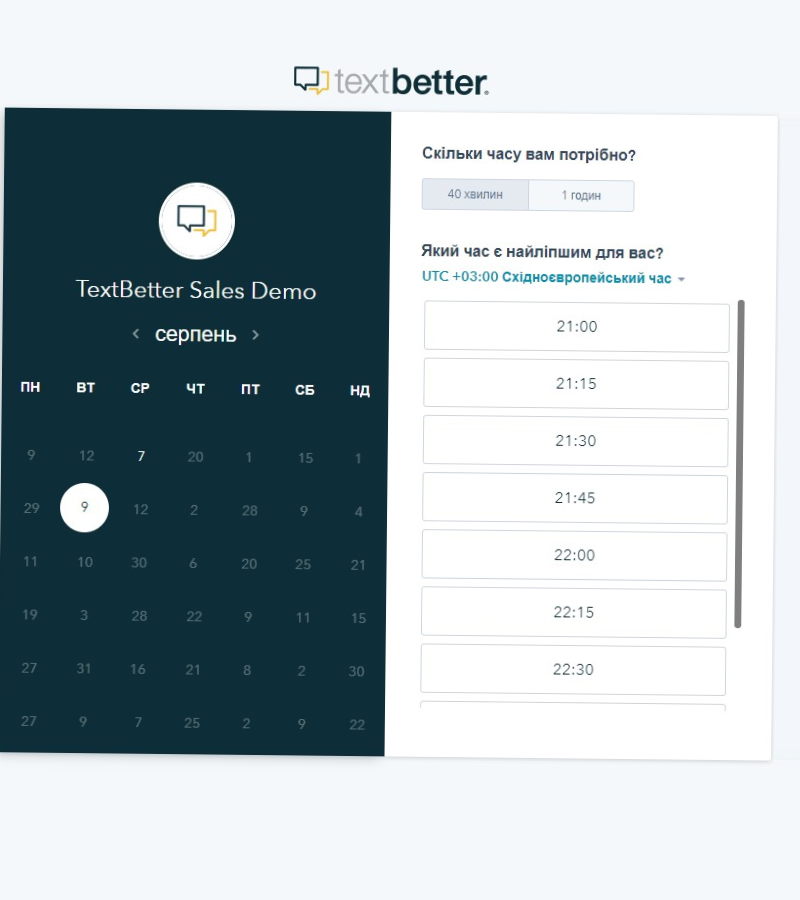 textbetter.
TextBetter Sales Demo
серпень
ПН ВТ СР ЧТ ПТ СБ НД
9 12 7 20 1 15 1
29 9 12 2 28 9 4
11 10 30 6 20 25 21
19 3 28 22 9 11 15
27 31 16 21 8 2 30
27 9 7 25 2 9 22
Скільки часу вам потрібно?
40 хвилин 1 годин
Який час є найліпшим для вас?
UTC +03:00 Східноєвропейський час
21:00
21:15
21:30
21:45
22:00
22:15
22:30